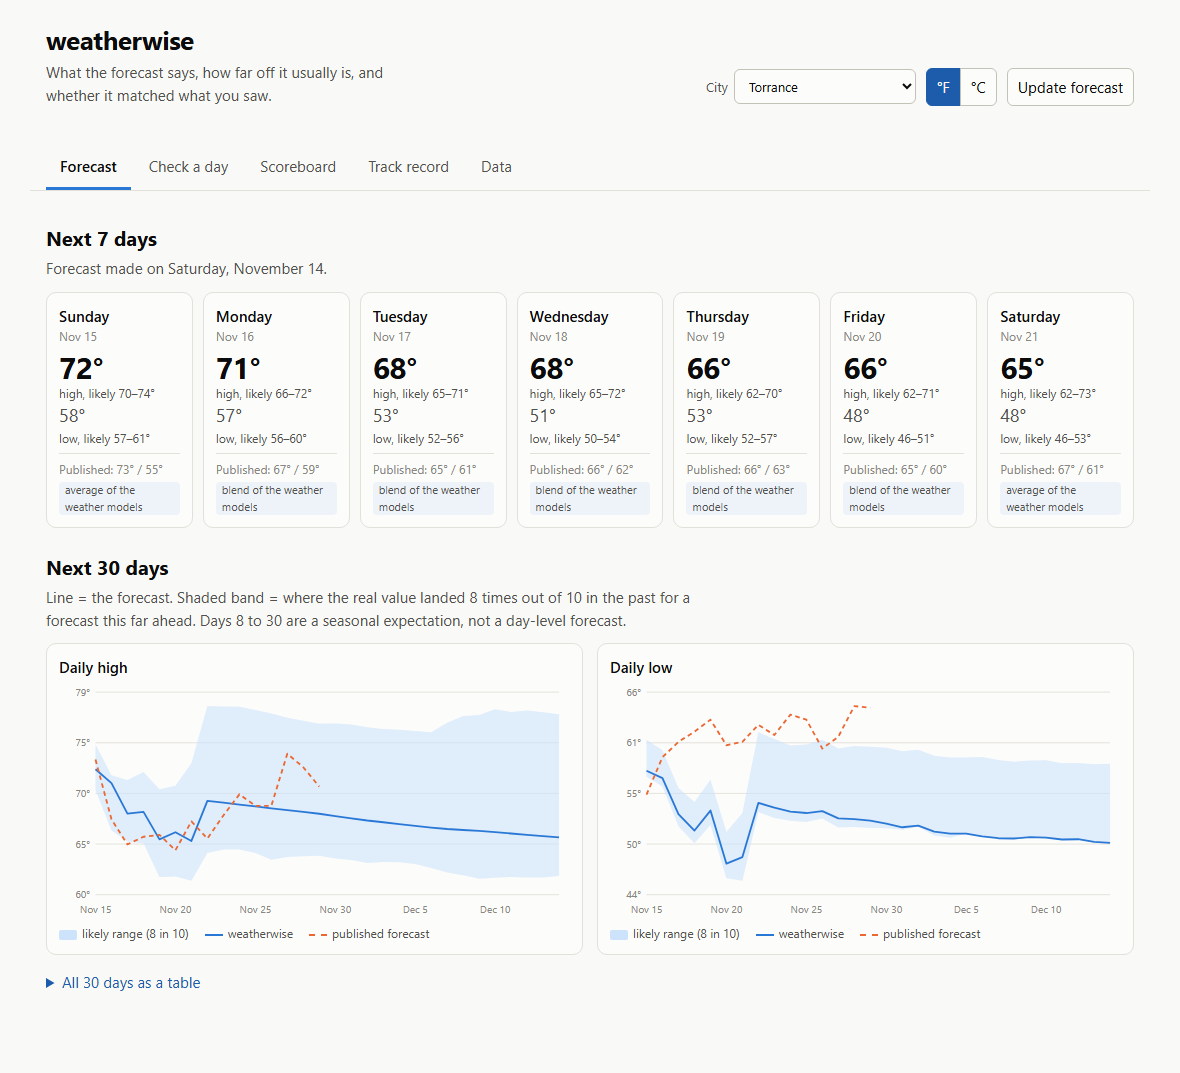 weatherwise
What the forecast says, how far off it usually is, and
whether it matched what you saw.
City
Torrance
°F
°C
Update forecast
Forecast
Check a day
Scoreboard
Track record
Data
Next 7 days
Forecast made on Saturday, November 14.
Sunday
Nov 15
72°
high, likely 70–74°
58°
low, likely 57–61°
Published: 73° / 55°
average of the
weather models
Monday
Nov 16
71°
high, likely 66–72°
57°
low, likely 56–60°
Published: 67° / 59°
blend of the weather
models
Tuesday
Nov 17
68°
high, likely 65–71°
53°
low, likely 52–56°
Published: 65° / 61°
blend of the weather
models
Wednesday
Nov 18
68°
high, likely 65–72°
51°
low, likely 50–54°
Published: 66° / 62°
blend of the weather
models
Thursday
Nov 19
66°
high, likely 62–70°
53°
low, likely 52–57°
Published: 66° / 63°
blend of the weather
models
Friday
Nov 20
66°
high, likely 62–71°
48°
low, likely 46–51°
Published: 65° / 60°
blend of the weather
models
Saturday
Nov 21
65°
high, likely 62–73°
48°
low, likely 46–53°
Published: 67° / 61°
average of the
weather models
Next 30 days
Line = the forecast. Shaded band = where the real value landed 8 times out of 10 in the past for a
forecast this far ahead. Days 8 to 30 are a seasonal expectation, not a day-level forecast.
Daily high
79°
75°
70°
65°
60°
Nov 15
Nov 20
Nov 25
Nov 30
Dec 5
Dec 10
likely range (8 in 10)
weatherwise
published forecast
Daily low
66°
61°
55°
50°
44°
Nov 15
Nov 20
Nov 25
Nov 30
Dec 5
Dec 10
likely range (8 in 10)
weatherwise
published forecast
All 30 days as a table